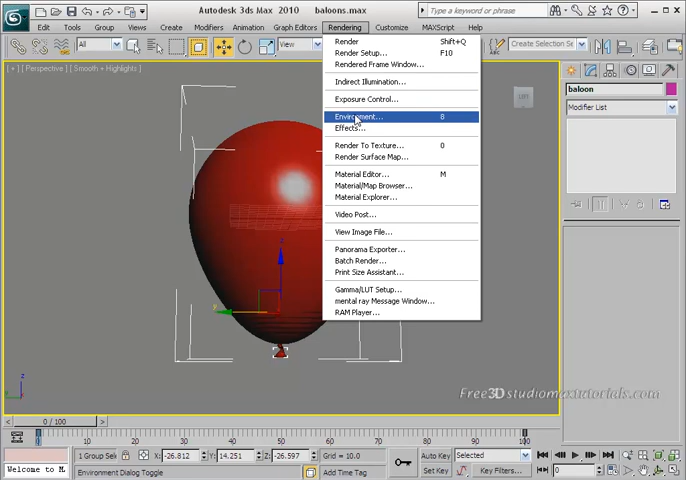 Autodesk 3ds Max 2010 baloons.max
Type a keyword or phrase
Edit Tools Group Views Create Modifiers Animation Graph Editors Rendering Customize MAXScript Help
All View Create Selection Se
[ + ] [ Perspective ] [ Smooth + Highlights ]
Render Shift+Q
Render Setup... F10
Rendered Frame Window...
Indirect Illumination...
Exposure Control...
Environment... 8
Effects...
Render To Texture... 0
Render Surface Map...
Material Editor... M
Material/Map Browser...
Material Explorer...
Video Post...
View Image File...
Panorama Exporter...
Batch Render...
Print Size Assistant...
Gamma/LUT Setup...
mental ray Message Window...
RAM Player...
baloon
Modifier List
z
y
z
y
Free3Dstudiomaxtutorials.com
0 / 100
0 10 20 30 40 50 60 70 80 90 100
1 object Selected
X: -26.812 Y: 14.251 Z: -26.597 Grid = 10.0
Auto Key Selected
Welcome to M
Environment Dialog Toggle
Add Time Tag
Set Key Key Filters... 0